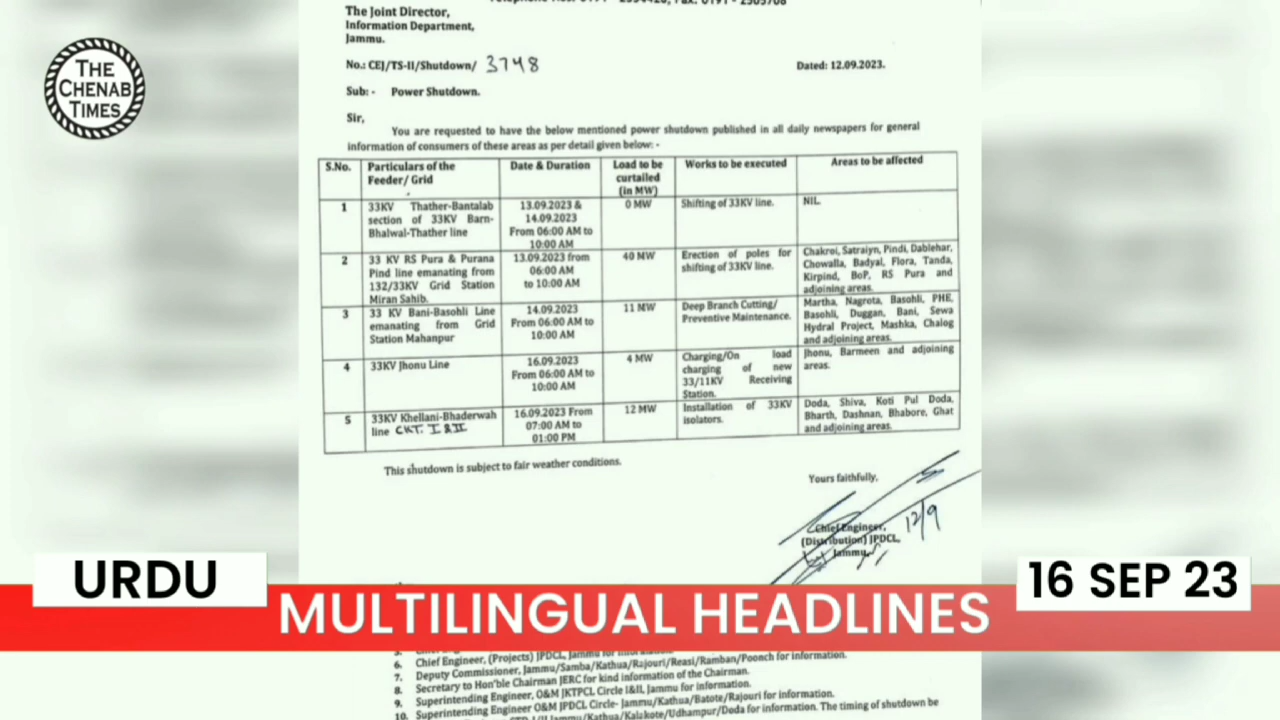 The Joint Director,
Information Department,
Jammu.
No.: CEJ/TS-II/Shutdown/ 3748 Dated: 12.09.2023.
Sub: - Power Shutdown.
Sir,
You are requested to have the below mentioned power shutdown published in all daily newspapers for general
information of consumers of these areas as per detail given below: -
S.No. Particulars of the Feeder/ Grid Date & Duration Load to be curtailed (in MW) Works to be executed Areas to be affected
1 33KV Thather-Bantalab section of 33KV Barn-Bhalwal-Thather line 13.09.2023 & 14.09.2023 From 06:00 AM to 10:00 AM 0 MW Shifting of 33KV line. NIL
2 33 KV RS Pura & Purana Pind line emanating from 132/33KV Grid Station Miran Sahib. 13.09.2023 from 06:00 AM to 10:00 AM 40 MW Erection of poles for shifting of 33KV line. Chakroi, Satraiyn, Pindi, Dablehar, Chowalla, Badyal, Flora, Tanda, Kirpind, BoP, RS Pura and adjoining areas.
3 33 KV Bani-Basohli Line emanating from Grid Station Mahanpur 14.09.2023 From 06:00 AM to 10:00 AM 11 MW Deep Branch Cutting/ Preventive Maintenance. Martha, Nagrota, Basohli, PHE, Basohli, Duggan, Bani, Sewa Hydral Project, Mashka, Chalog and adjoining areas.
4 33KV Jhonu Line 16.09.2023 From 06:00 AM to 10:00 AM 4 MW Charging/On load charging of new 33/11KV Receiving Station. Jhonu, Barmeen and adjoining areas.
5 33KV Khellani-Bhaderwah line CKT. I & II 16.09.2023 From 07:00 AM to 01:00 PM 12 MW Installation of 33KV isolators. Doda, Shiva, Koti Pul Doda, Bharth, Dashnan, Bhabore, Ghat and adjoining areas.
This shutdown is subject to fair weather conditions.
Yours faithfully,
Chief Engineer, 12/9
(Distribution) JPDCL,
Jammu
THE
CHENAB
TIMES
URDU
16 SEP 23
MULTILINGUAL HEADLINES
6. Chief Engineer, (Projects) JPDCL, Jammu for
7. Deputy Commissioner, Jammu/Samba/Kathua/Rajouri/Reasi/Ramban/Poonch for information.
8. Secretary to Hon'ble Chairman JERC for kind information of the Chairman.
9. Superintending Engineer, O&M JKTPCL Circle I&II, Jammu for information.
10. Superintending Engineer O&M JPDCL Circle- Jammu/Kathua/Batote/Rajouri for information.
Jammu/Kathua/Kalakote/Udhampur/Doda for information. The timing of shutdown be